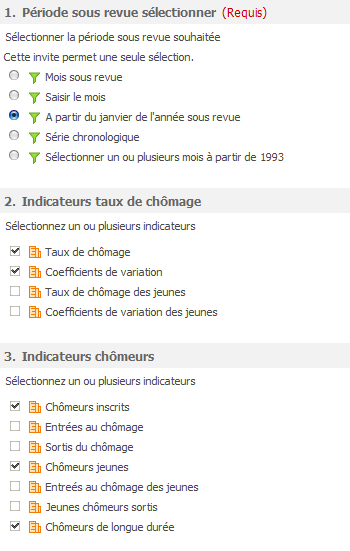 1. Période sous revue sélectionner (Requis)
Sélectionner la période sous revue souhaitée
Cette invite permet une seule sélection.
Mois sous revue
Saisir le mois
A partir du janvier de l'année sous revue
Série chronologique
Sélectionner un ou plusieurs mois à partir de 1993
2. Indicateurs taux de chômage
Sélectionnez un ou plusieurs indicateurs
Taux de chômage
Coefficients de variation
Taux de chômage des jeunes
Coefficients de variation des jeunes
3. Indicateurs chômeurs
Sélectionnez un ou plusieurs indicateurs
Chômeurs inscrits
Entrées au chômage
Sortis du chômage
Chômeurs jeunes
Entreés au chômage des jeunes
Jeunes chômeurs sortis
Chômeurs de longue durée